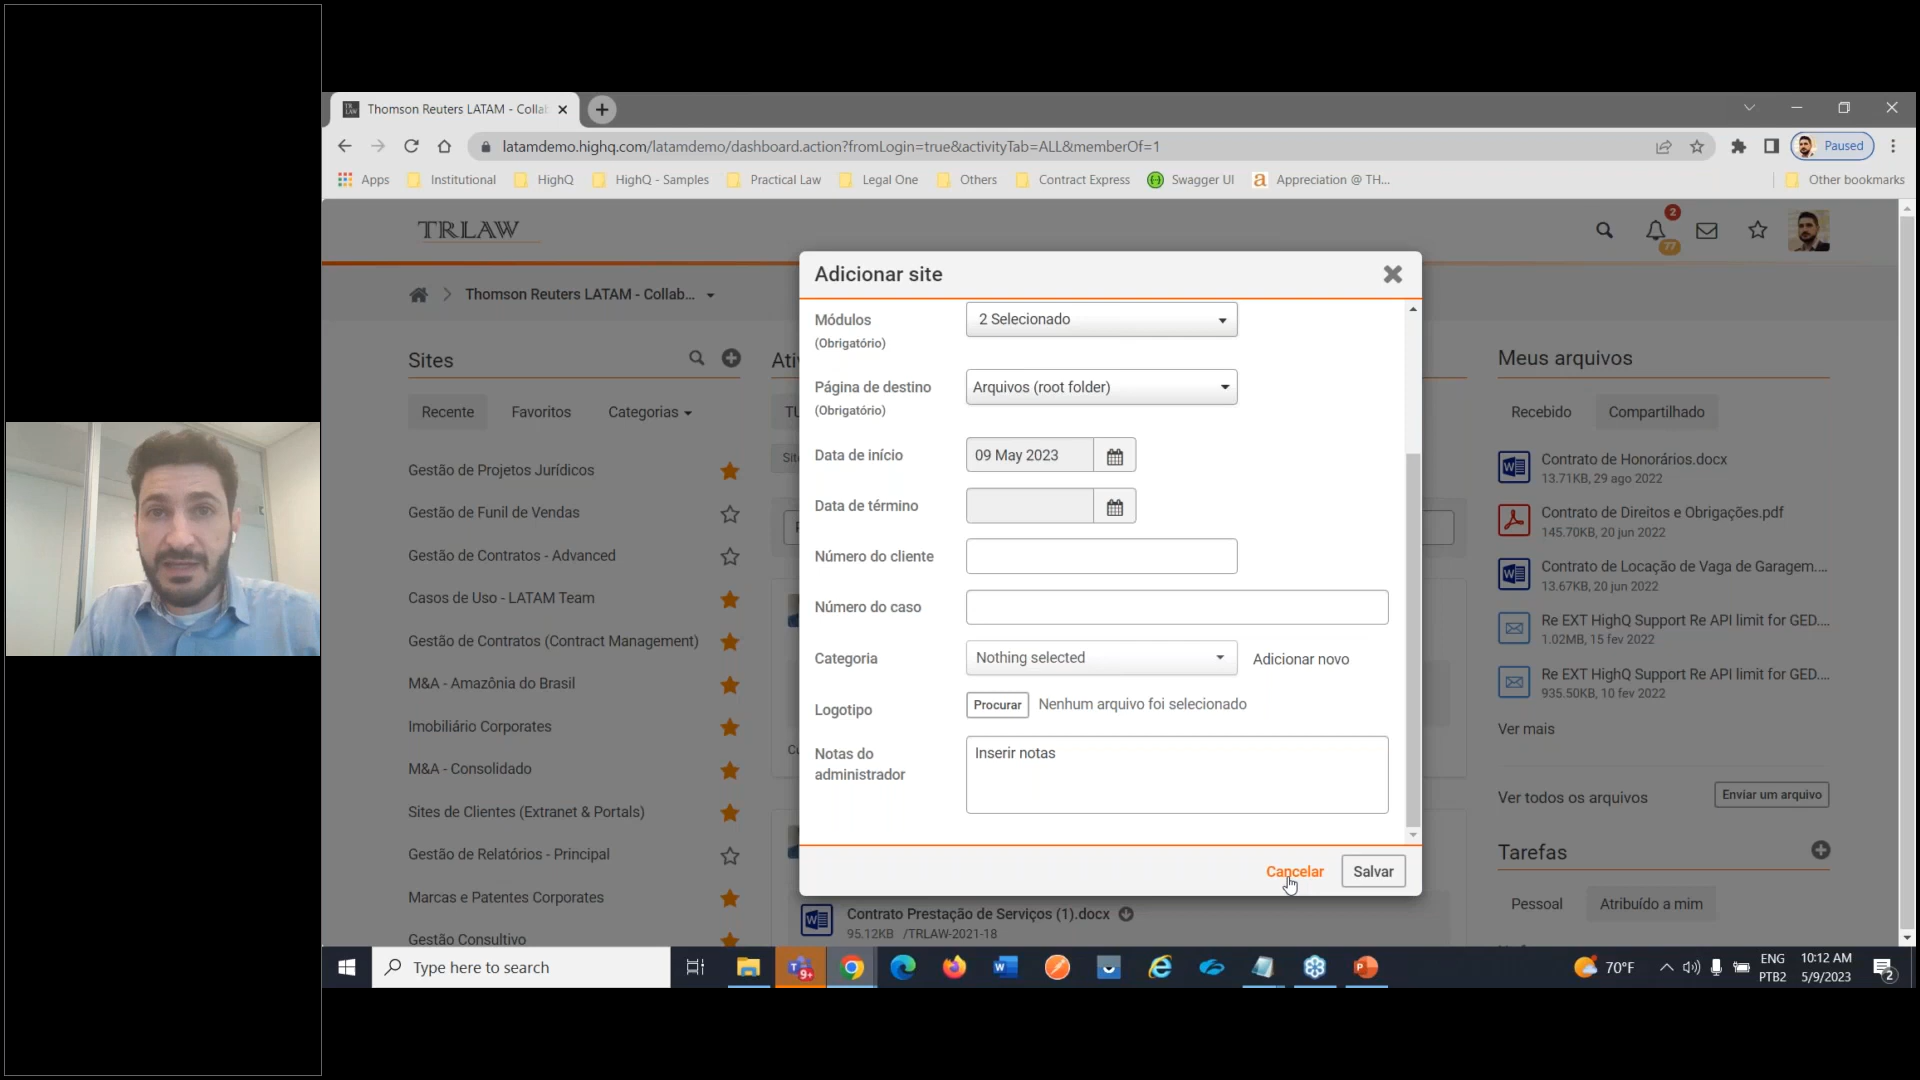 Thomson Reuters LATAM - Collab
latamdemo.highq.com/latamdemo/dashboard.action?fromLogin=true&activityTab=ALL&memberOf=1
Paused
Apps
Institutional
HighQ
HighQ - Samples
Practical Law
Legal One
Others
Contract Express
Swagger UI
Appreciation @ TH...
Other bookmarks
TRLAW
2
77
Thomson Reuters LATAM - Collab...
Sites
Recente
Favoritos
Categorias
Gestão de Projetos Jurídicos
Gestão de Funil de Vendas
Gestão de Contratos - Advanced
Casos de Uso - LATAM Team
Gestão de Contratos (Contract Management)
M&A - Amazônia do Brasil
Imobiliário Corporates
M&A - Consolidado
Sites de Clientes (Extranet & Portals)
Gestão de Relatórios - Principal
Marcas e Patentes Corporates
Gestão Consultivo
Adicionar site
Módulos
(Obrigatório)
2 Selecionado
Página de destino
(Obrigatório)
Arquivos (root folder)
Data de início
09 May 2023
Data de término
Número do cliente
Número do caso
Categoria
Nothing selected
Adicionar novo
Logotipo
Procurar
Nenhum arquivo foi selecionado
Notas do
administrador
Inserir notas
Cancelar
Salvar
Contrato Prestação de Serviços (1).docx
95.12KB /TRLAW-2021-18
Meus arquivos
Recebido
Compartilhado
Contrato de Honorários.docx
13.71KB, 29 ago 2022
Contrato de Direitos e Obrigações.pdf
145.70KB, 20 jun 2022
Contrato de Locação de Vaga de Garagem....
13.67KB, 20 jun 2022
Re EXT HighQ Support Re API limit for GED....
1.02MB, 15 fev 2022
Re EXT HighQ Support Re API limit for GED....
935.50KB, 10 fev 2022
Ver mais
Ver todos os arquivos
Enviar um arquivo
Tarefas
Pessoal
Atribuído a mim
Type here to search
9+
70°F
ENG
PTB2
10:12 AM
5/9/2023
2